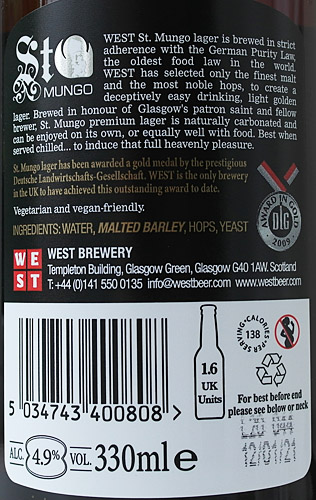 St
MUNGO
WEST St. Mungo lager is brewed in strict
adherence with the German Purity Law,
the oldest food law in the world.
WEST has selected only the finest malt
and the most noble hops, to create a
deceptively easy drinking, light golden
lager. Brewed in honour of Glasgow's patron saint and fellow
brewer, St. Mungo premium lager is naturally carbonated and
can be enjoyed on its own, or equally well with food. Best when
served chilled... to induce that full heavenly pleasure.
St. Mungo lager has been awarded a gold medal by the prestigious
Deutsche Landwirtschafts-Gesellschaft. WEST is the only brewery
in the UK to have achieved this outstanding award to date.
Vegetarian and vegan-friendly.
INGREDIENTS: WATER, MALTED BARLEY, HOPS, YEAST
AWARD IN GOLD
DLG
2009
WE
ST
WEST BREWERY
Templeton Building, Glasgow Green, Glasgow G40 1AW. Scotland
T:+44 (0)141 550 0135 info@westbeer.com www.westbeer.com
5 034743 400808 >
1.6
UK
Units
•CALORIES•
138
PER SERVING
For best before end
please see below or neck
12/01/21
ALC. 4.9% VOL. 330ml e